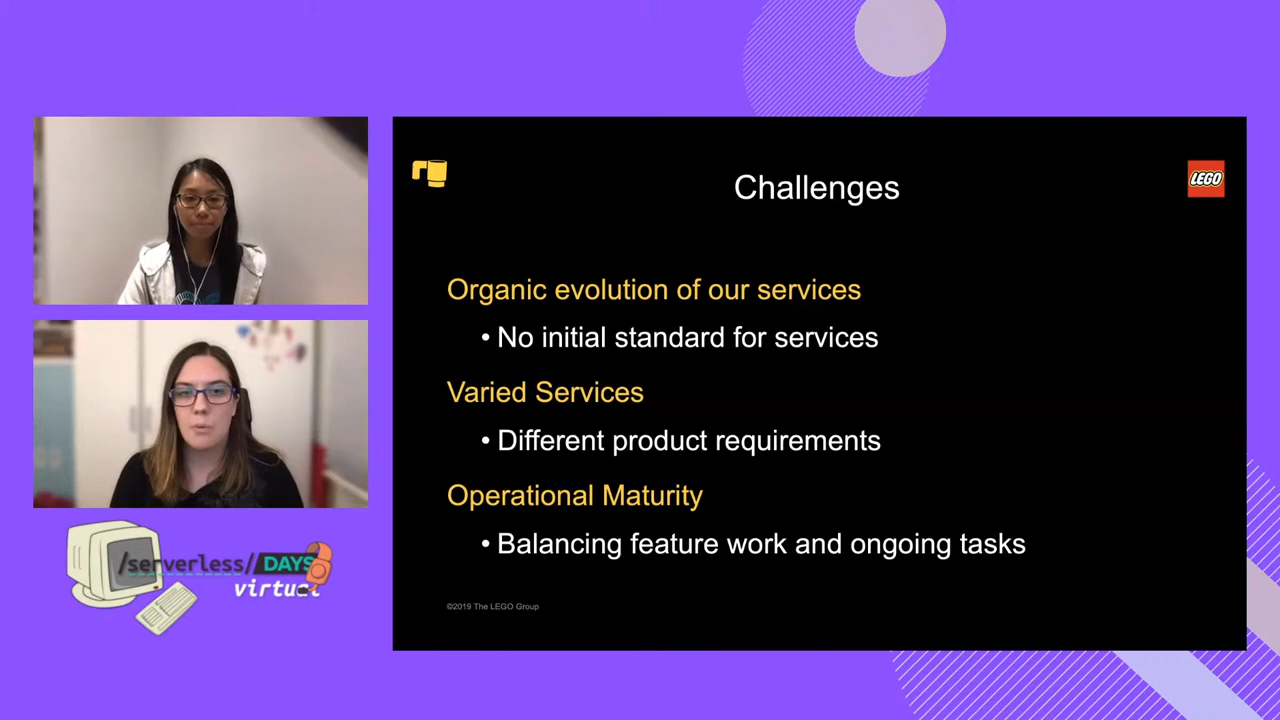 Challenges
LEGO
Organic evolution of our services
• No initial standard for services
Varied Services
• Different product requirements
Operational Maturity
• Balancing feature work and ongoing tasks
©2019 The LEGO Group
/serverless/DAYS
virtual